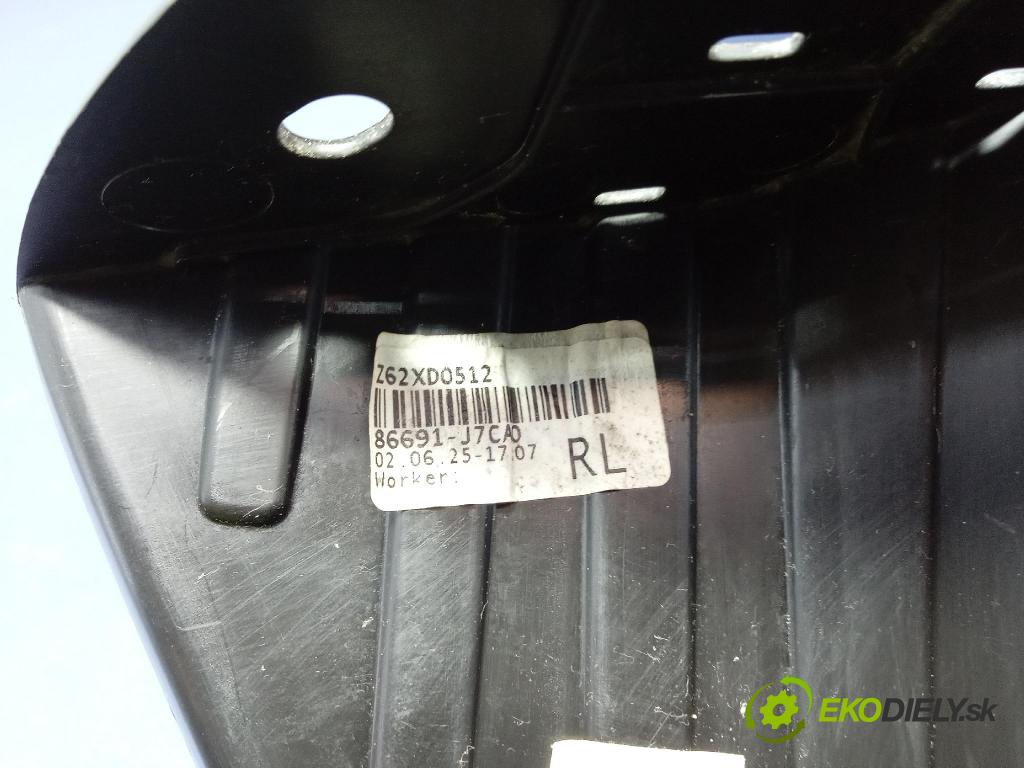 Z62XD0512
86691-J7CA0
02.06.25-17.07
Worker:
RL
EKODIELY.sk